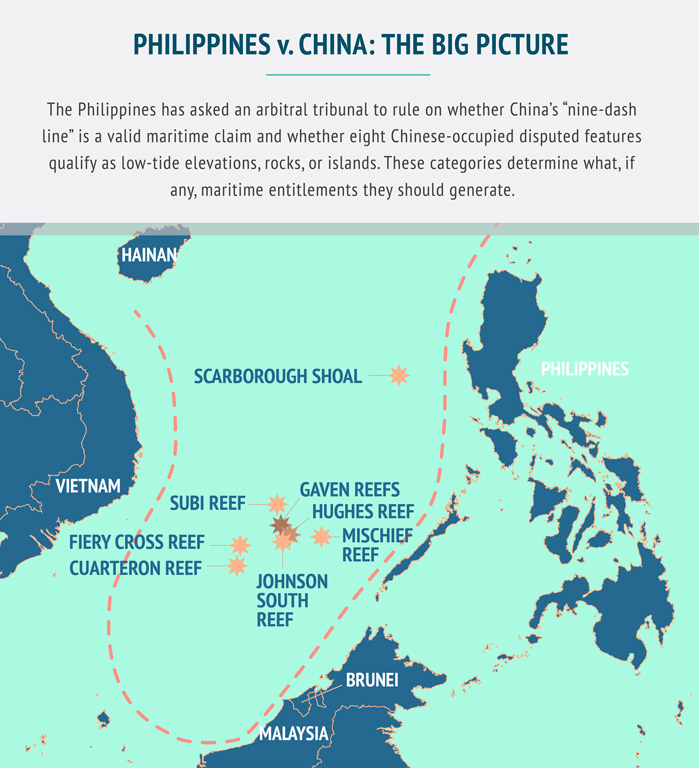 PHILIPPINES v. CHINA: THE BIG PICTURE
The Philippines has asked an arbitral tribunal to rule on whether China’s “nine-dash
line” is a valid maritime claim and whether eight Chinese-occupied disputed features
qualify as low-tide elevations, rocks, or islands. These categories determine what, if
any, maritime entitlements they should generate.
HAINAN
PHILIPPINES
SCARBOROUGH SHOAL
VIETNAM
GAVEN REEFS
SUBI REEF
HUGHES REEF
MISCHIEF
REEF
FIERY CROSS REEF
CUARTERON REEF
JOHNSON
SOUTH
REEF
BRUNEI
MALAYSIA